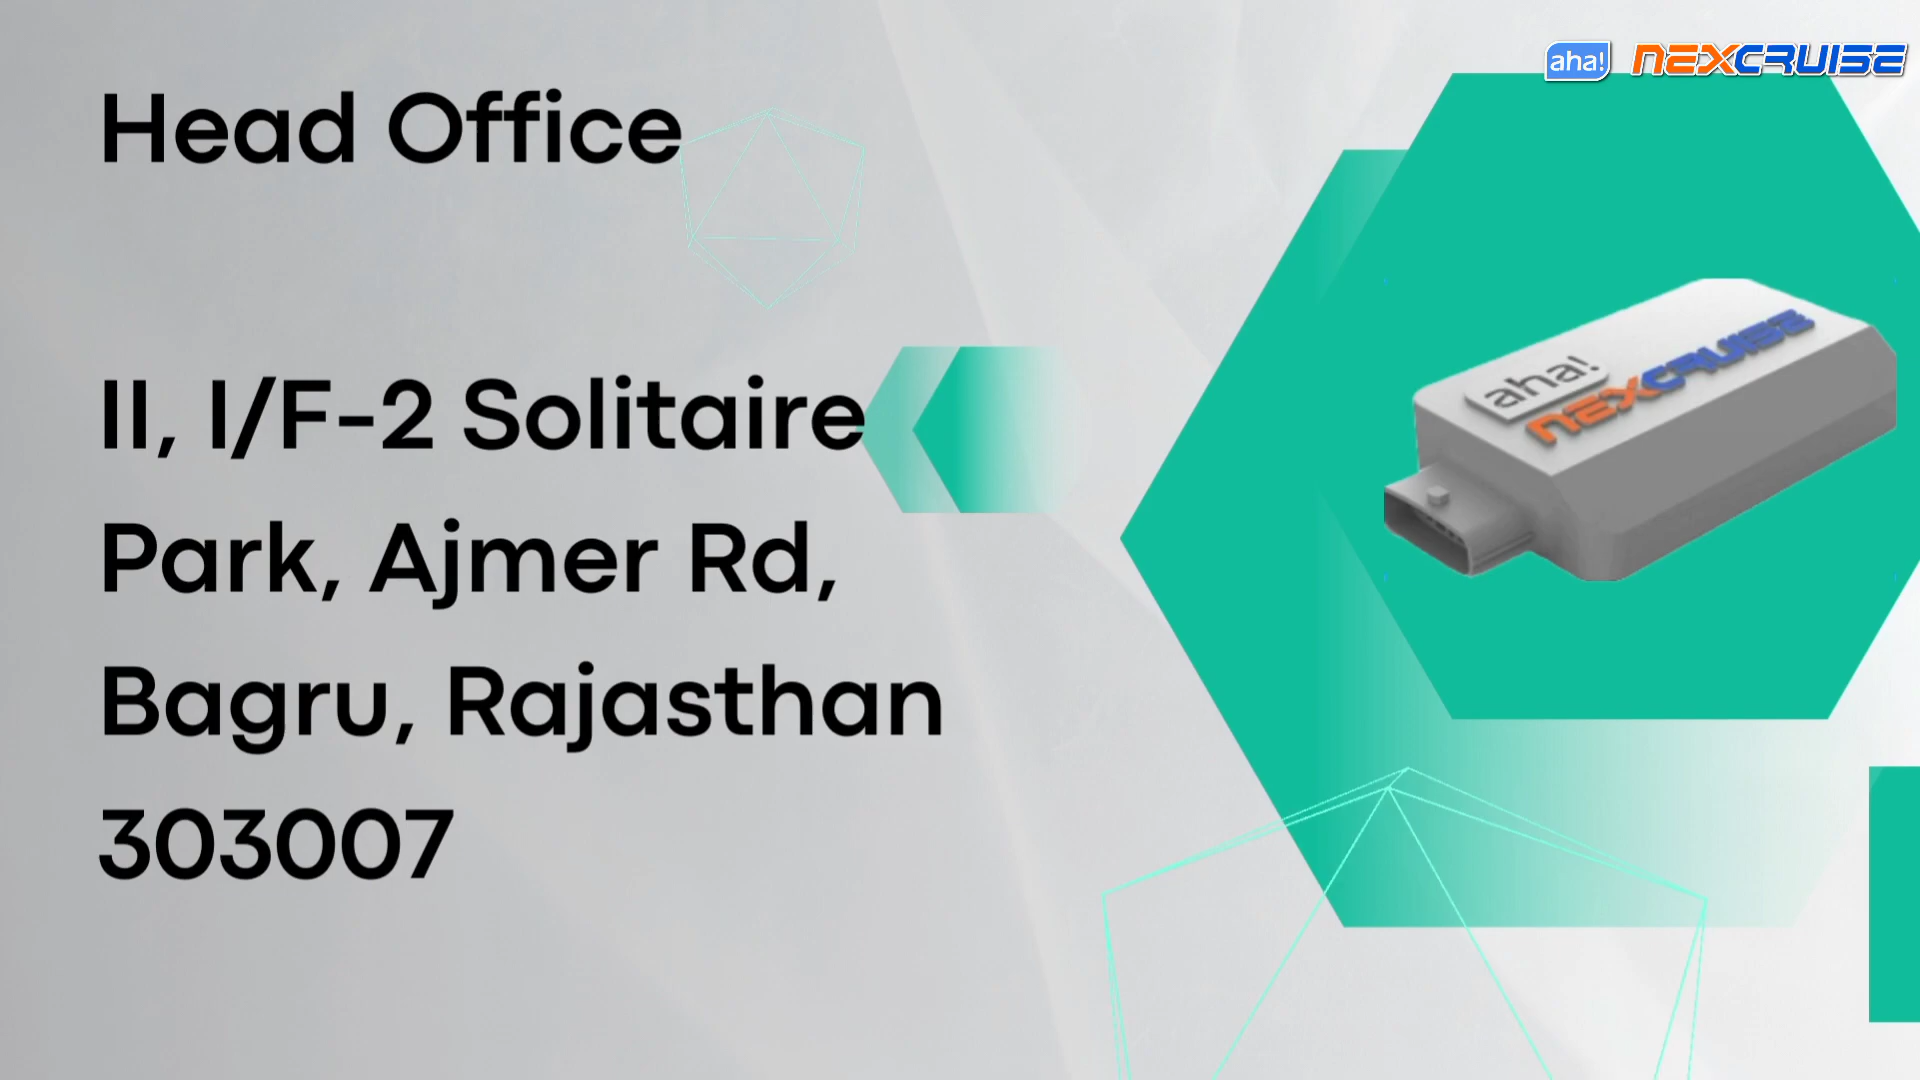 aha! NEXCRUISE
Head Office
II, I/F-2 Solitaire
Park, Ajmer Rd,
Bagru, Rajasthan
303007
aha!
NEXCRUISE